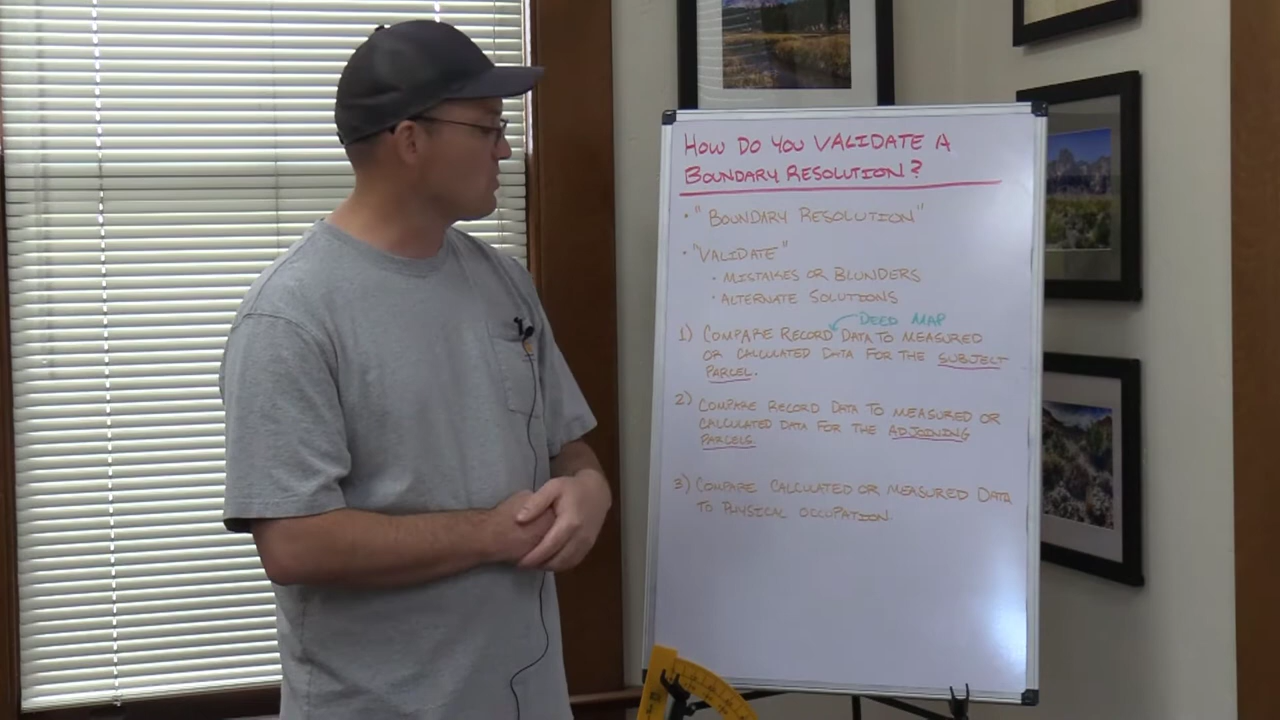 HOW DO YOU VALIDATE A
BOUNDARY RESOLUTION?
• "BOUNDARY RESOLUTION"
• "VALIDATE"
• MISTAKES OR BLUNDERS
• ALTERNATE SOLUTIONS
DEED MAP
1) COMPARE RECORD DATA TO MEASURED
OR CALCULATED DATA FOR THE SUBJECT
PARCEL.
2) COMPARE RECORD DATA TO MEASURED OR
CALCULATED DATA FOR THE ADJOINING
PARCELS
3) COMPARE CALCULATED OR MEASURED DATA
TO PHYSICAL OCCUPATION.